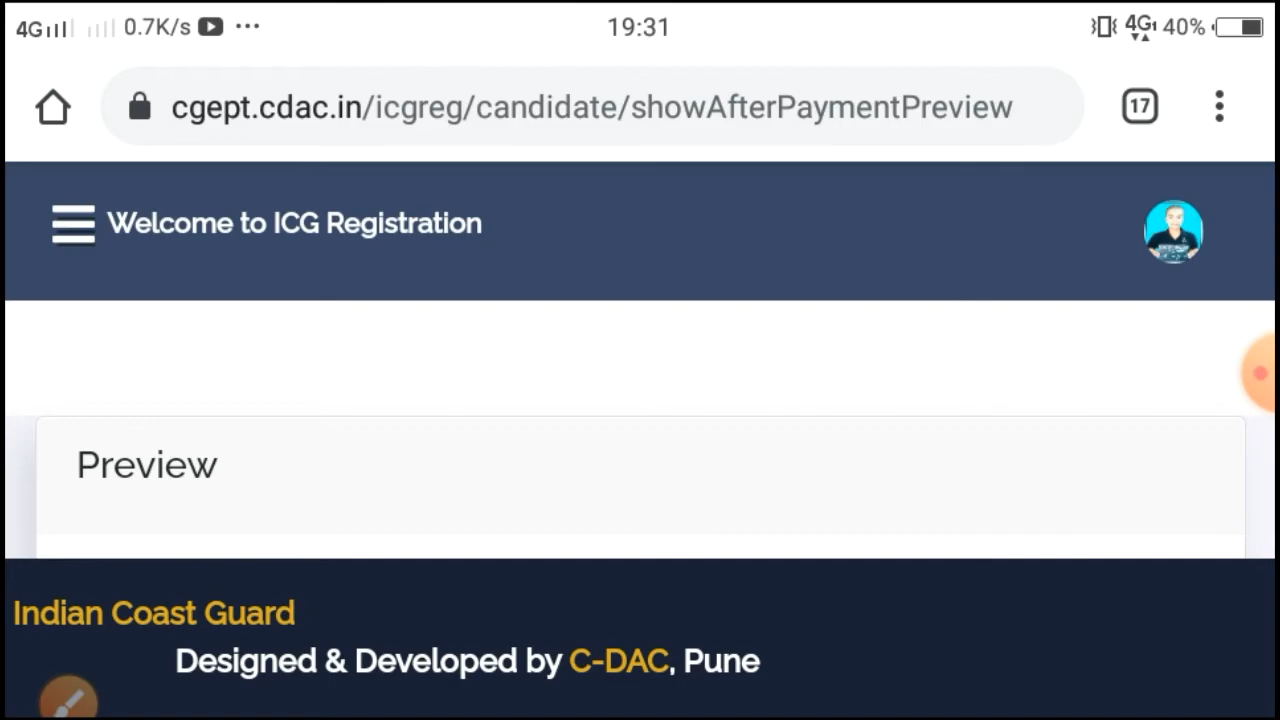 4G 0.7K/s ... 19:31 4G 40%
cgept.cdac.in/icgreg/candidate/showAfterPaymentPreview 17
Welcome to ICG Registration
Preview
Indian Coast Guard
Designed & Developed by C-DAC, Pune